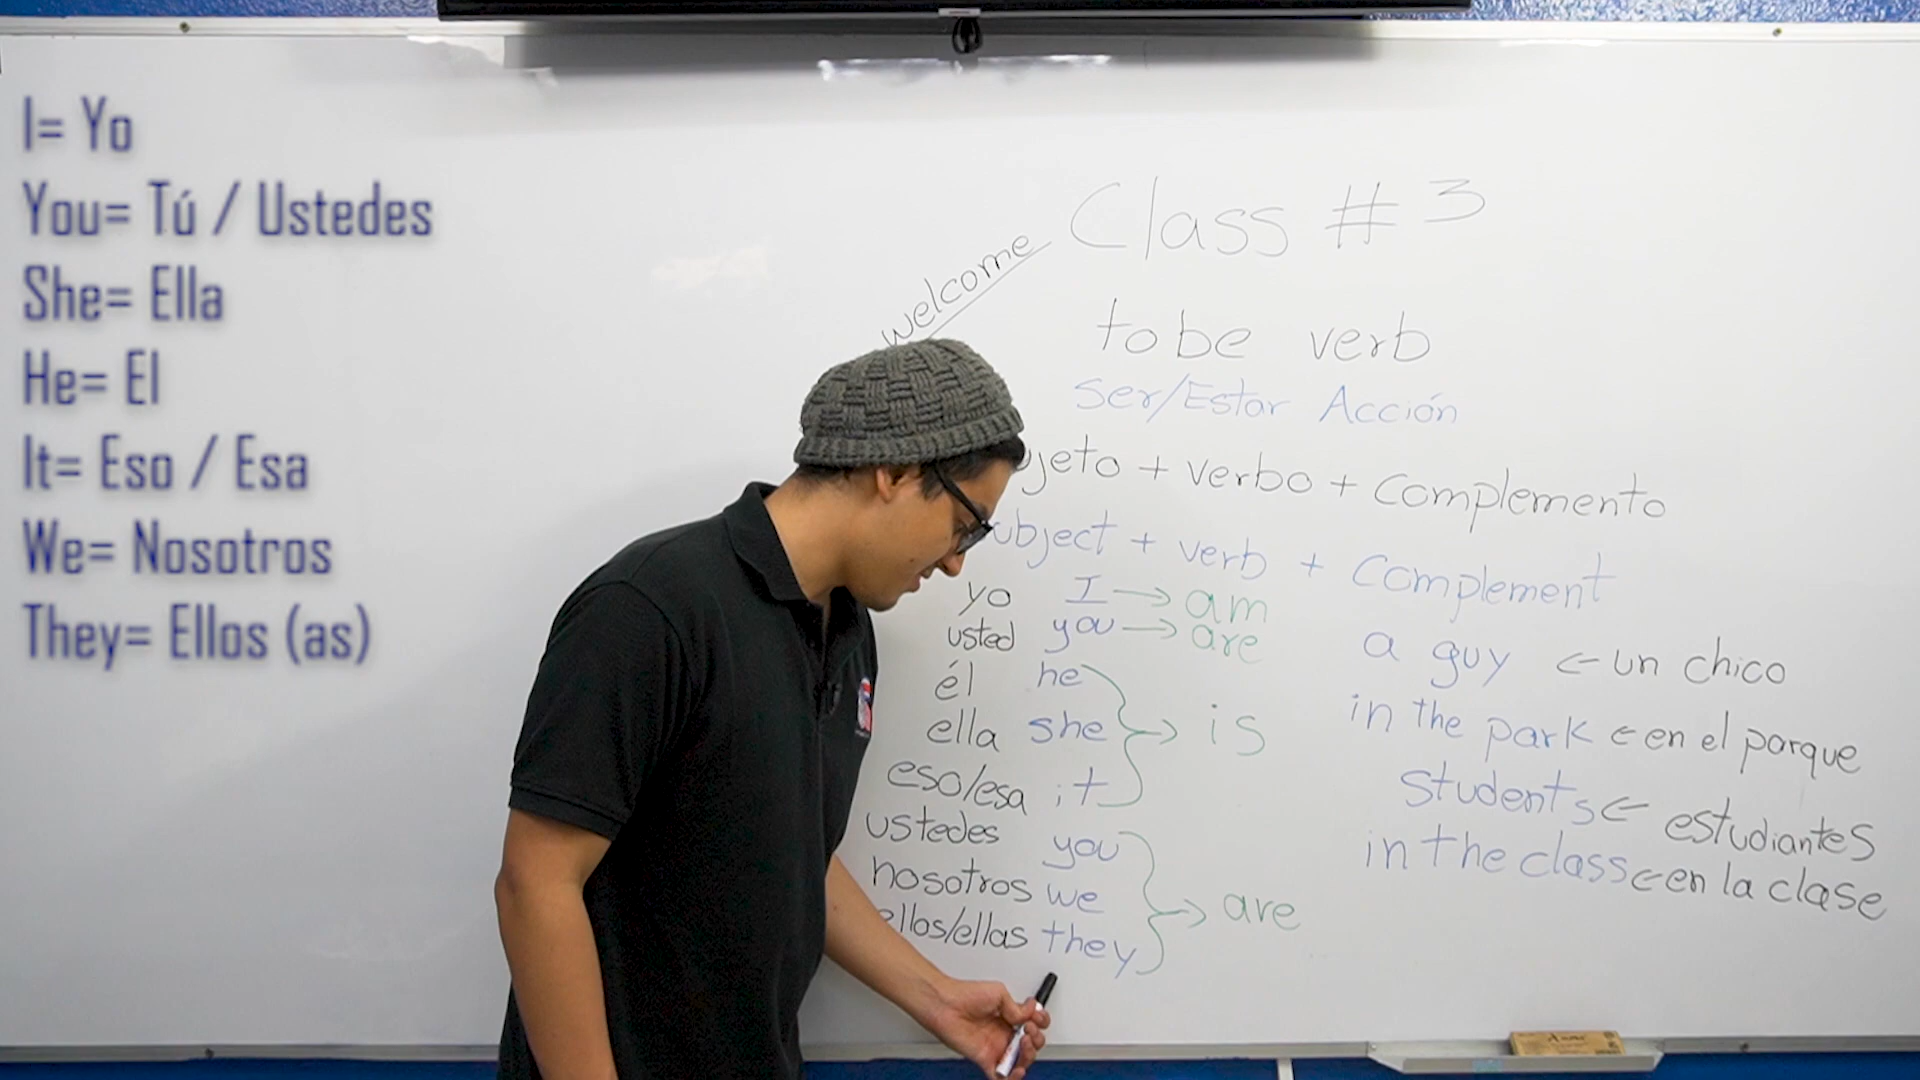 I= Yo
You= Tú / Ustedes
She= Ella
He= El
It= Eso / Esa
We= Nosotros
They= Ellos (as)
welcome
Class # 3
to be verb
Ser/Estar Acción
jeto + verbo + Complemento
ubject + verb + Complement
yo I → am
usted you → are
él he
ella she → is
eso/esa it
ustedes you
nosotros we → are
ellos/ellas they
a guy ← un chico
in the park ← en el parque
students ← estudiantes
in the class ← en la clase